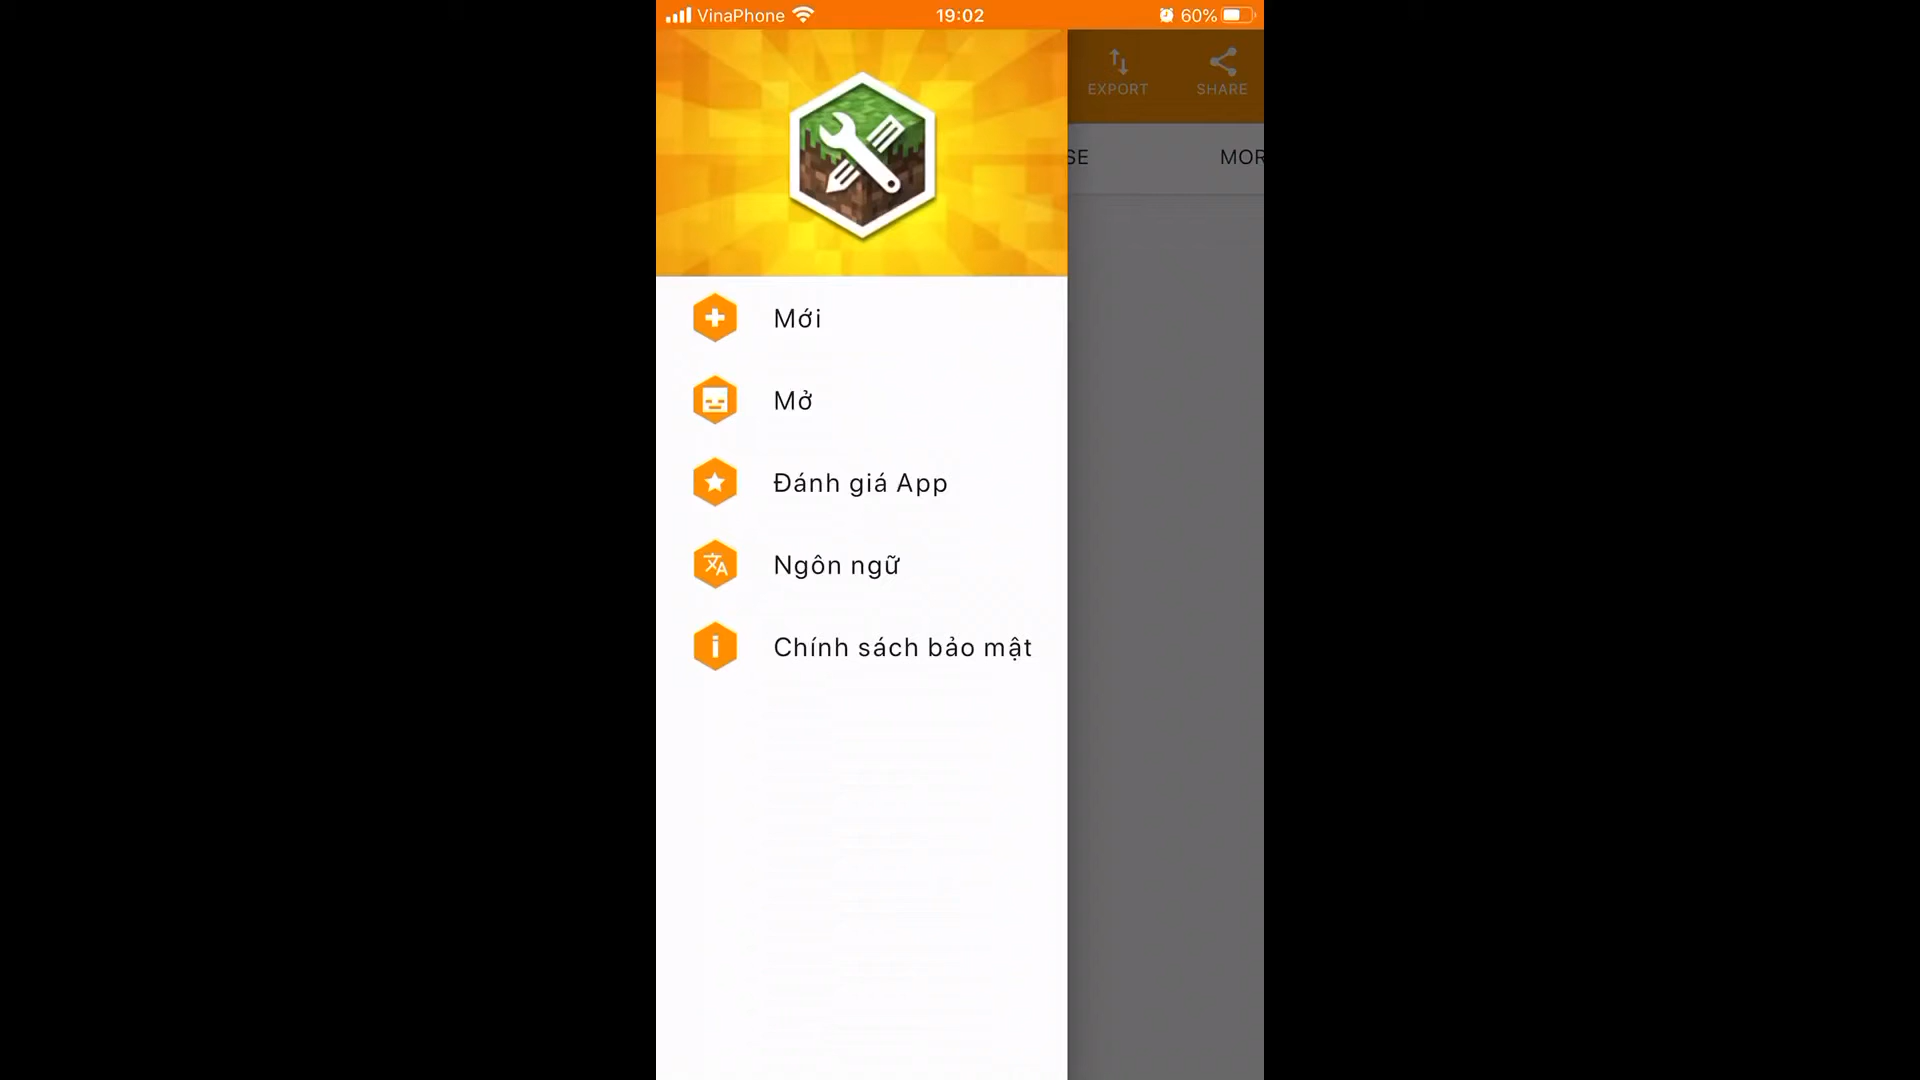 VinaPhone 19:02 60%
EXPORT SHARE
SE MOR
Mới
Mở
Đánh giá App
Ngôn ngữ
Chính sách bảo mật